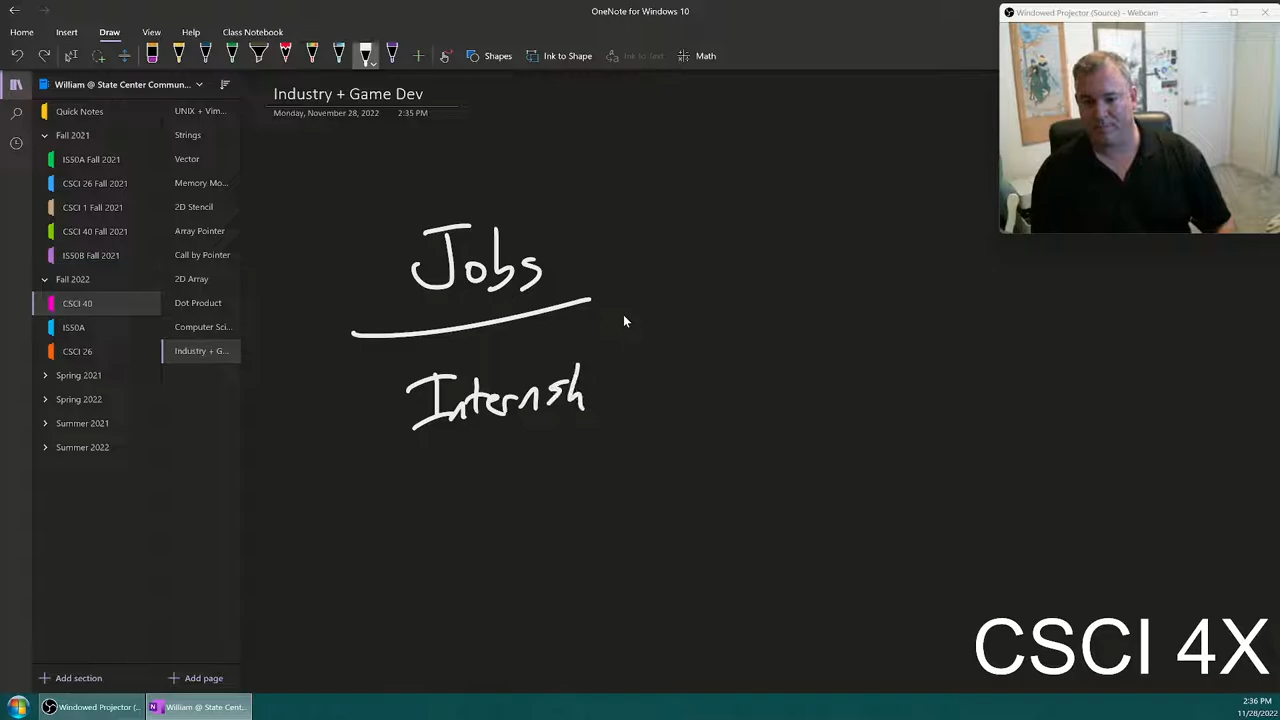 OneNote for Windows 10
Windowed Projector (Source) - Webcam
me
raw
View
ss Notebook
Shapes
Ink to Shape
Ink to Text
Math
William @ State Center Commun...
Quick Notes
Fall 2021
IS50A Fall 2021
CSCI 26 Fall 2021
CSCI 1 Fall 2021
CSCI 40 Fall 2021
IS50B Fall 2021
Fall 2022
CSCI 40
IS50A
CSCI 26
Spring 2021
Spring 2022
Summer 2021
Summer 2022
Add section
UNIX + Vim...
Strings
Vector
Memory Mo...
2D Stencil
Array Pointer
Call by Pointer
2D Array
Dot Product
Computer Sci...
Industry + G...
Add page
Industry + Game Dev
Monday, November 28, 2022 2:35 PM
Jobs
Internsh
CSCI 4X
Windowed Projector (...
William @ State Cent...
2:36 PM
11/28/2022